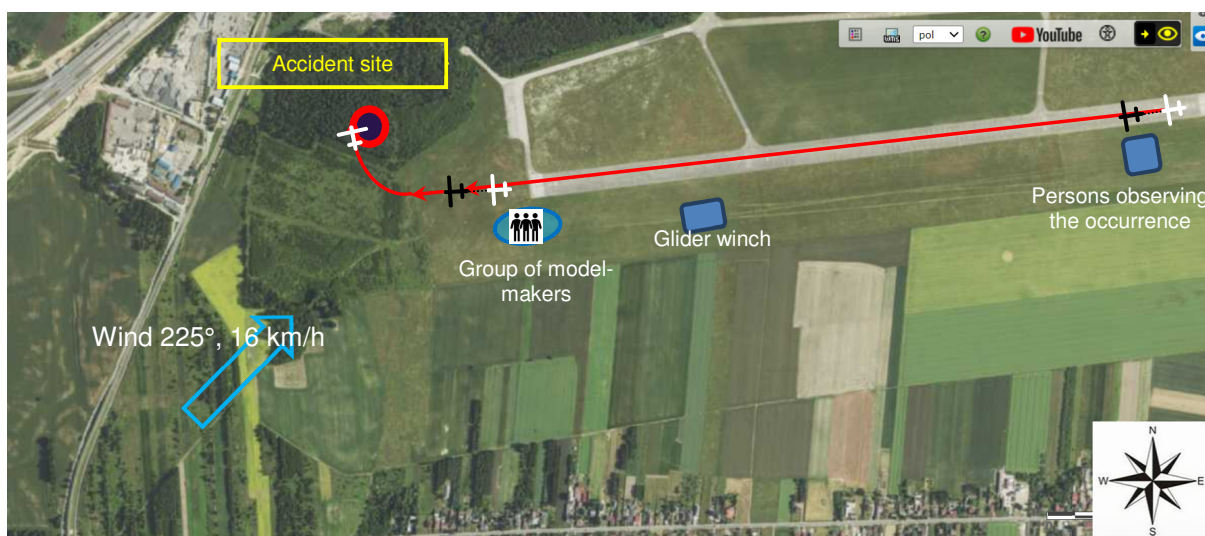 pol
YouTube
Accident site
Persons observing
the occurrence
Glider winch
Group of model-
makers
Wind 225°, 16 km/h
N
W
E
S